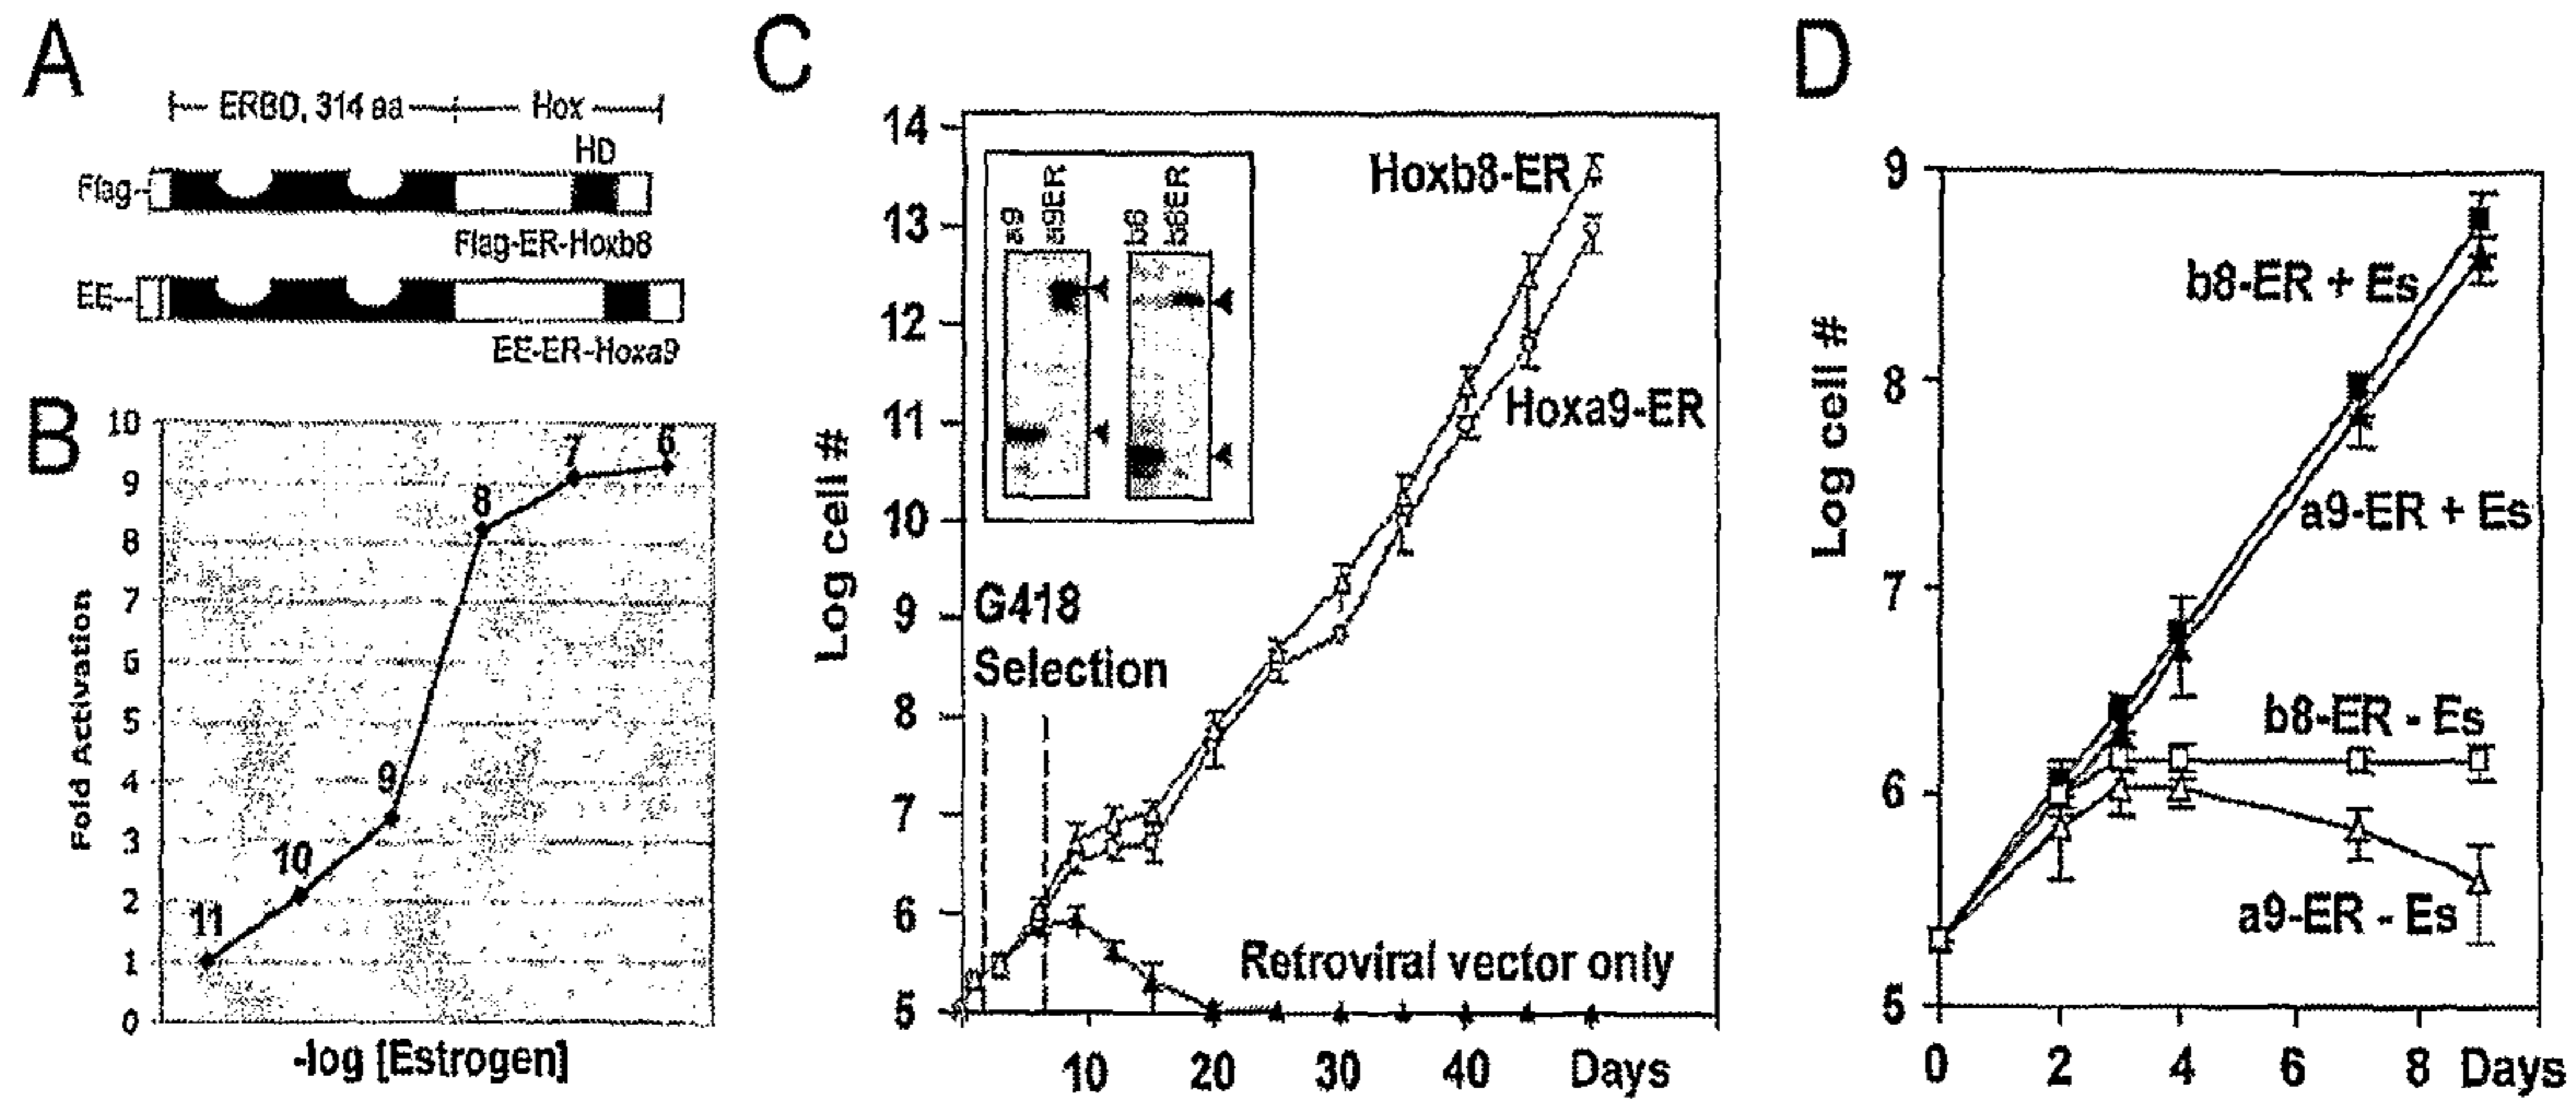 A
ERBD, 314 aa
Hox
HD
Flag
Flag-ER-Hoxb8
EE
EE-ER-Hoxa9
B
10
9
8
7
6
5
4
3
2
1
0
Fold Activation
11
10
9
8
7
6
-log [Estrogen]
C
14
13
12
11
10
9
8
7
6
5
Log cell #
a9
a9ER
b8
b8ER
Hoxb8-ER
Hoxa9-ER
G418
Selection
Retroviral vector only
10 20 30 40 Days
D
9
8
7
6
5
Log cell #
b8-ER + Es
a9-ER + Es
b8-ER - Es
a9-ER - Es
0 2 4 6 8 Days